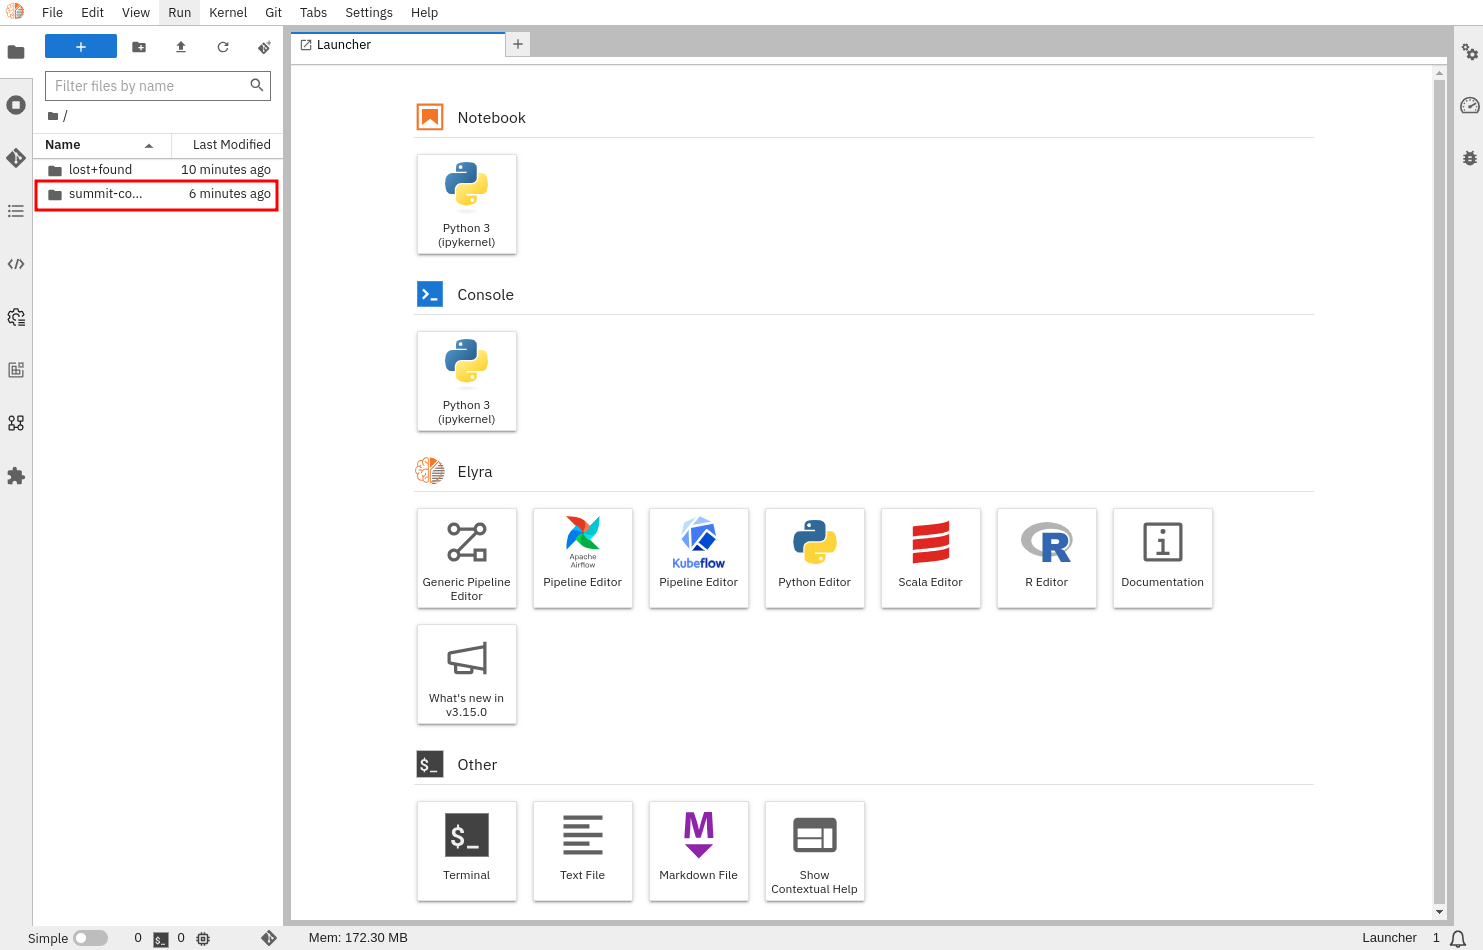 File Edit View Run Kernel Git Tabs Settings Help
Launcher
Filter files by name
/
Name Last Modified
lost+found 10 minutes ago
summit-co... 6 minutes ago
Notebook
Python 3
(ipykernel)
Console
Python 3
(ipykernel)
Elyra
Generic Pipeline
Editor
Apache
Airflow
Pipeline Editor
Kubeflow
Pipeline Editor
Python Editor
Scala Editor
R
R Editor
i
Documentation
What's new in
v3.15.0
$_ Other
$_
Terminal
Text File
M
Markdown File
Show
Contextual Help
Simple 0 $_ 0 Mem: 172.30 MB Launcher 1